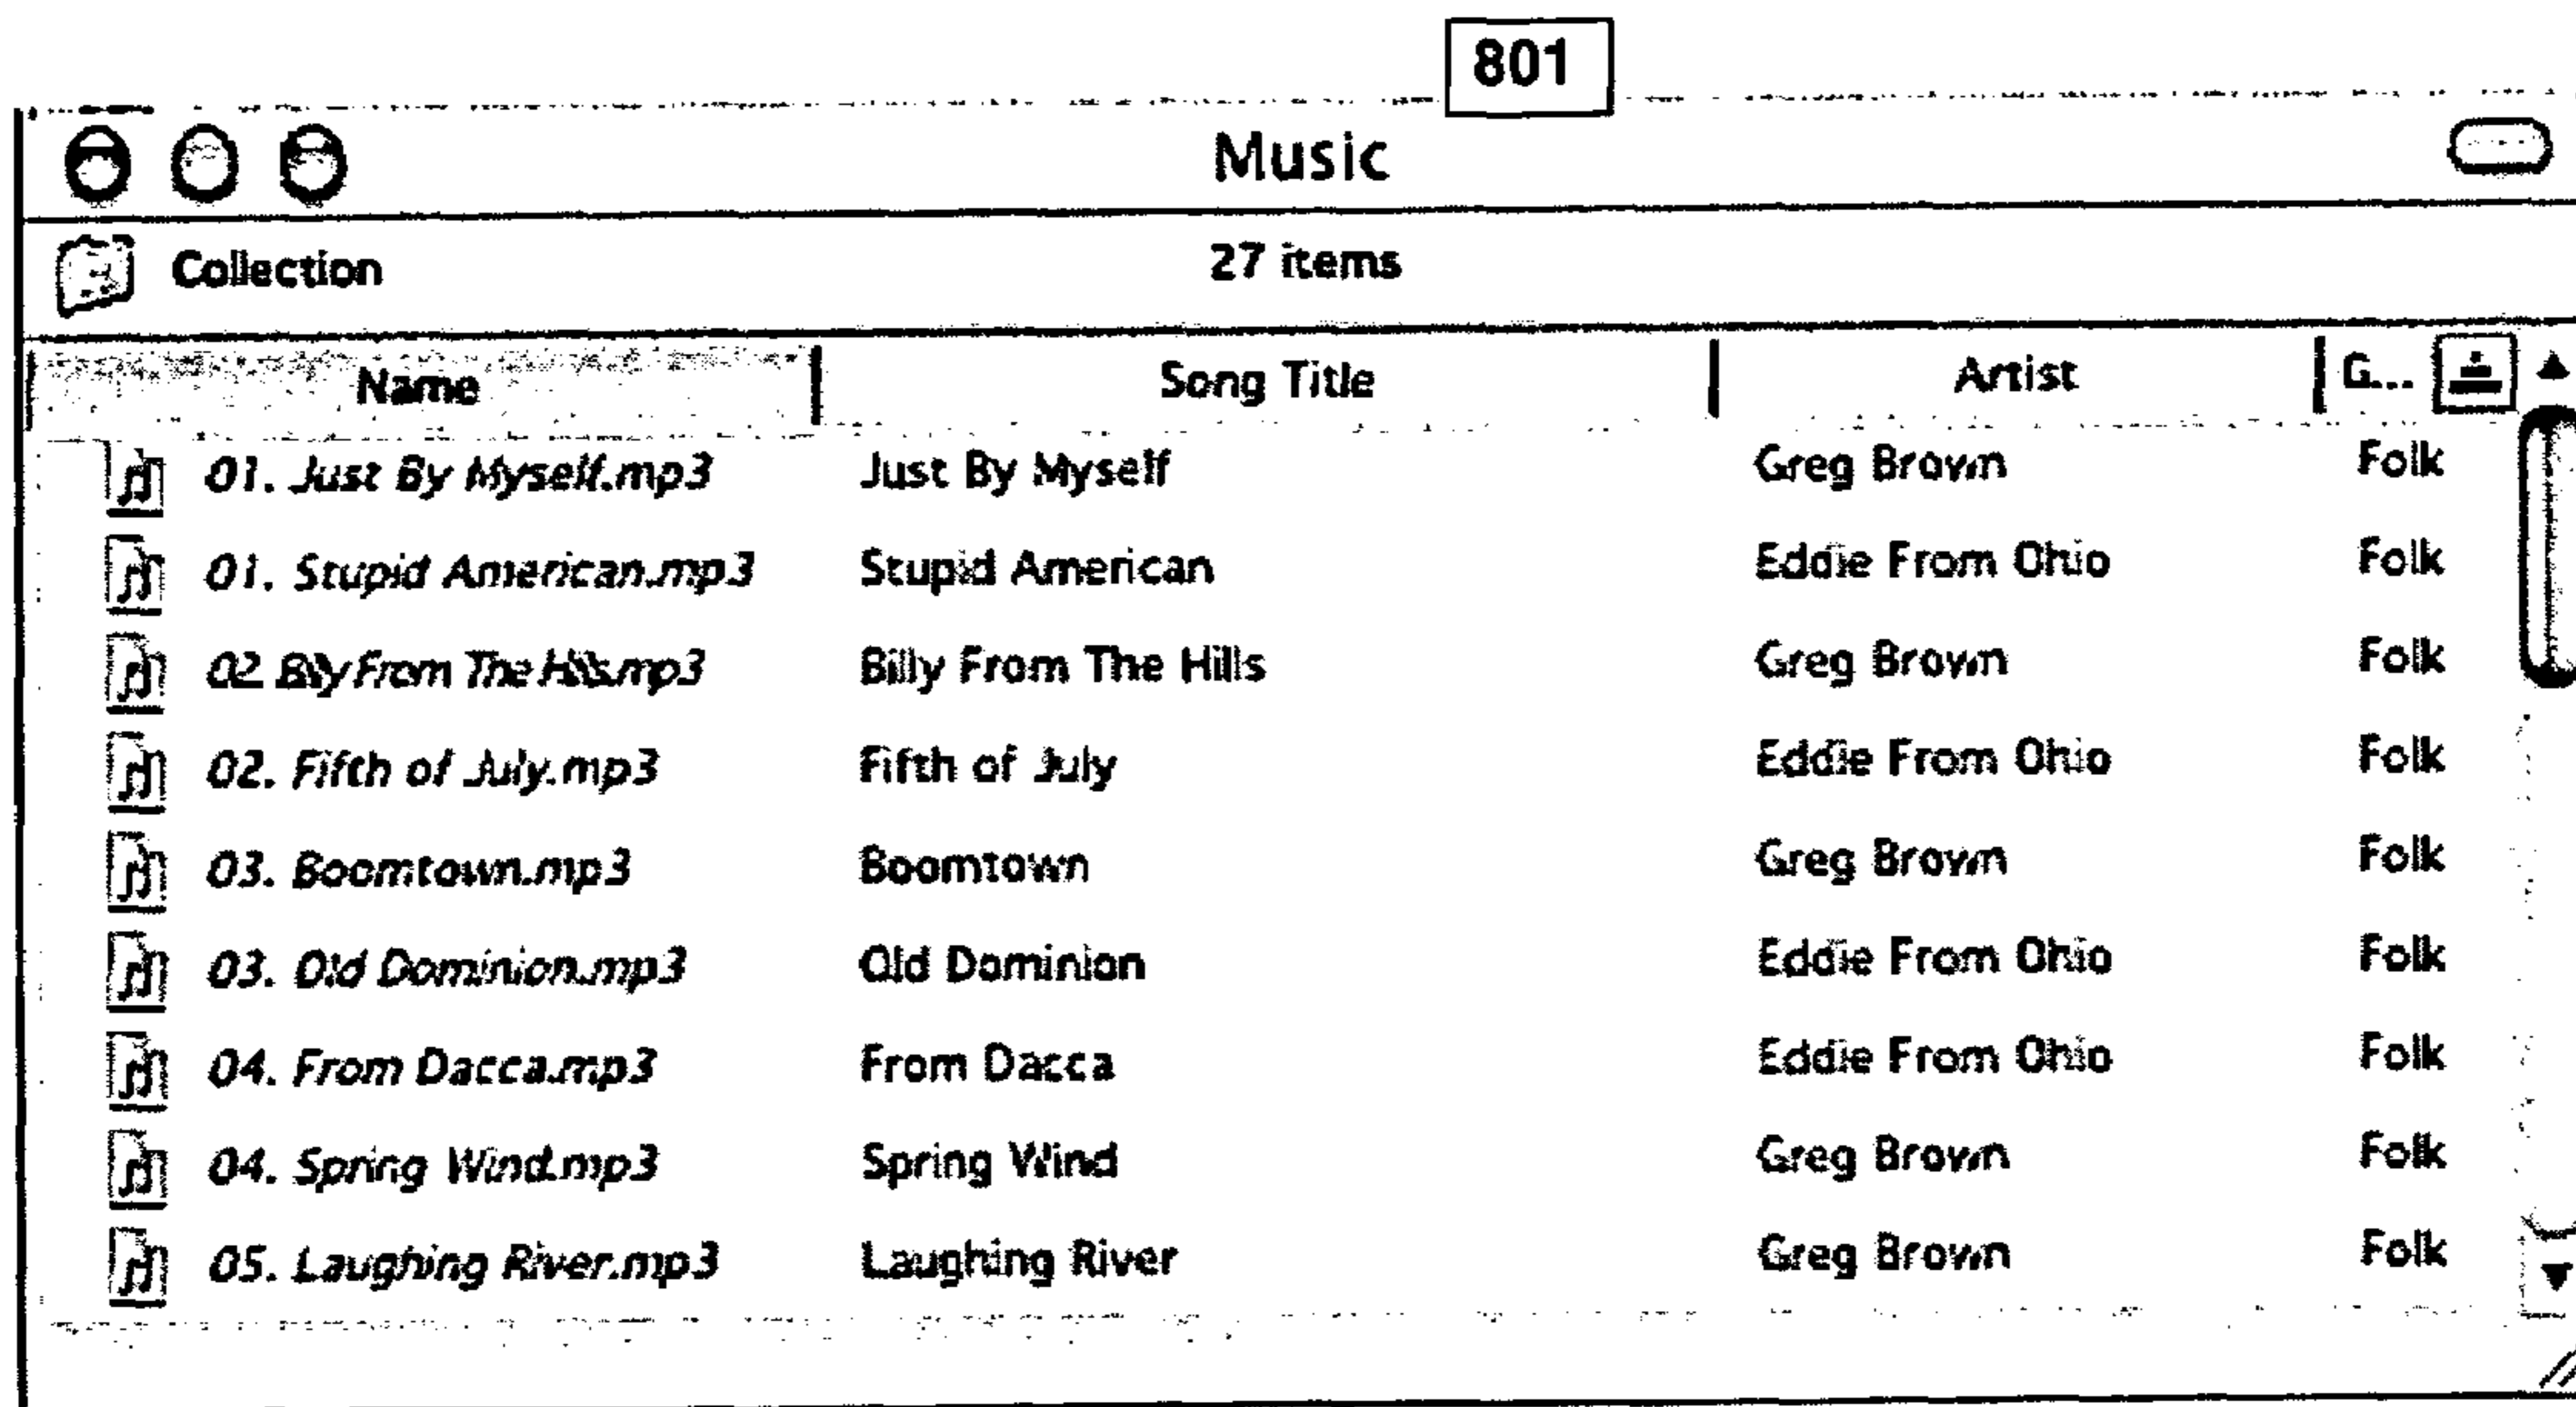 801
Music
Collection 27 items
Name Song Title Artist G...
01. Just By Myself.mp3 Just By Myself Greg Brown Folk
01. Stupid American.mp3 Stupid American Eddie From Ohio Folk
02. Billy From The Hills.mp3 Billy From The Hills Greg Brown Folk
02. Fifth of July.mp3 Fifth of July Eddie From Ohio Folk
03. Boomtown.mp3 Boomtown Greg Brown Folk
03. Old Dominion.mp3 Old Dominion Eddie From Ohio Folk
04. From Dacca.mp3 From Dacca Eddie From Ohio Folk
04. Spring Wind.mp3 Spring Wind Greg Brown Folk
05. Laughing River.mp3 Laughing River Greg Brown Folk